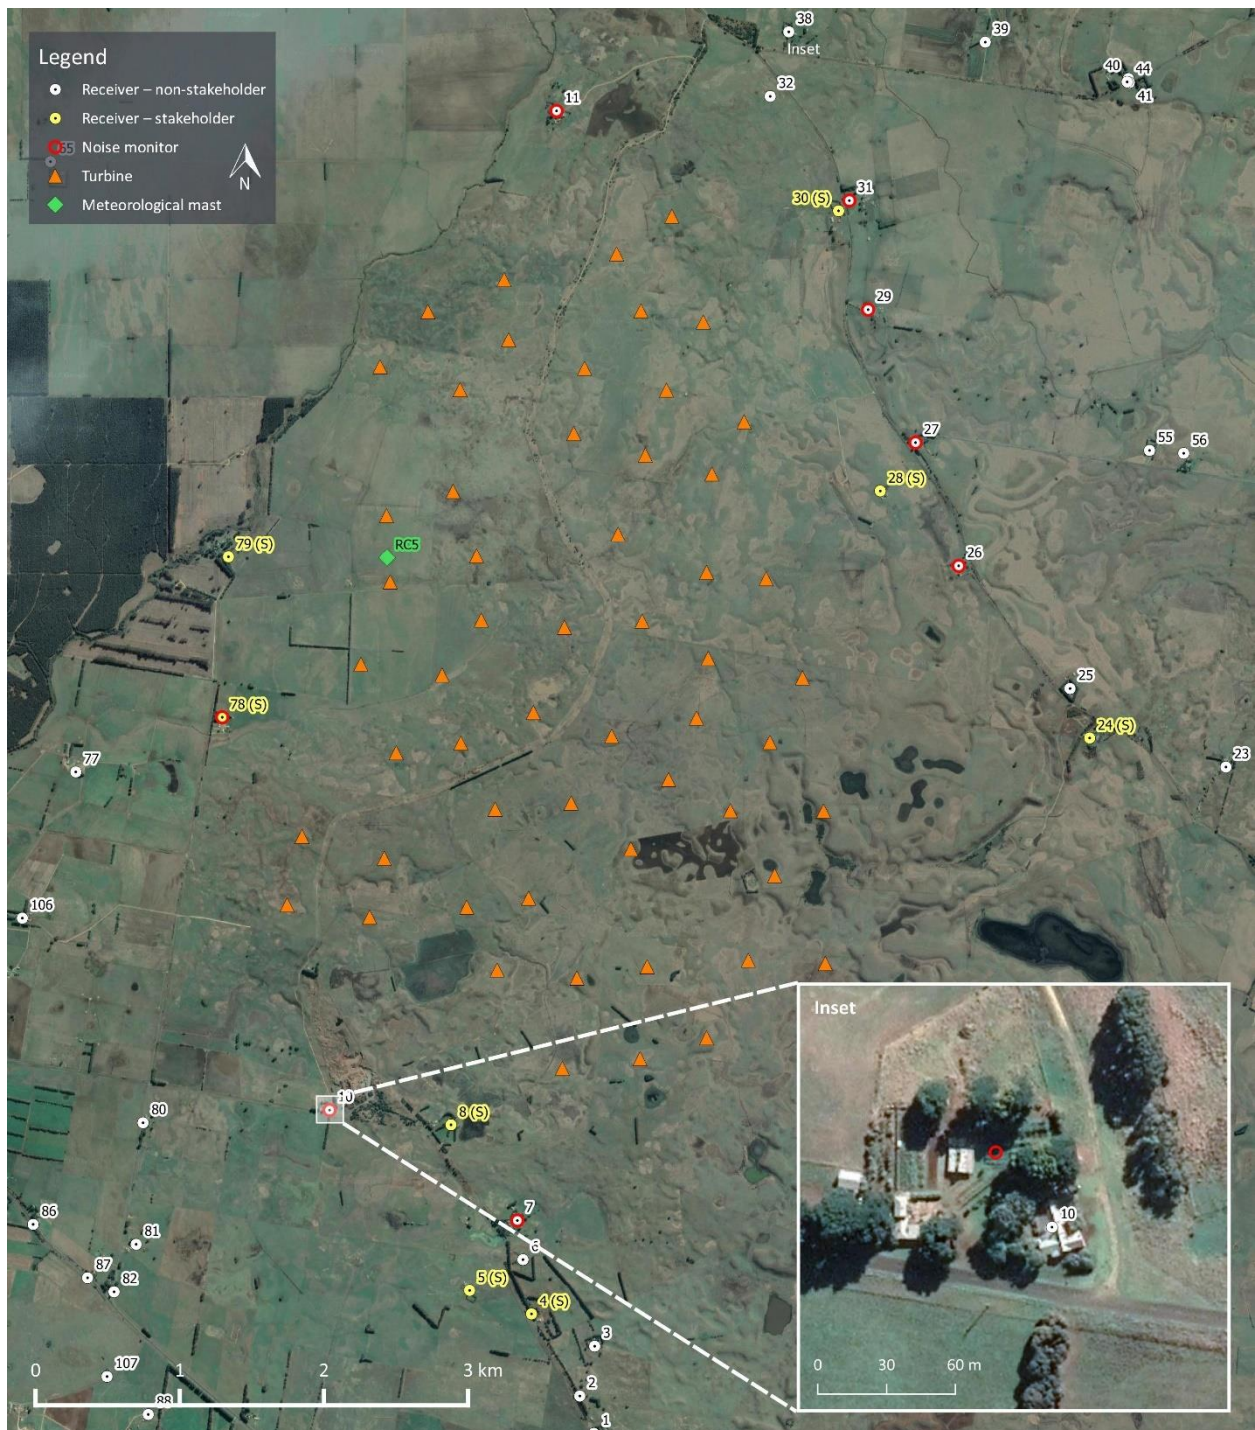 38
Inset
39
Legend
Receiver – non-stakeholder
Receiver – stakeholder
Noise monitor
65
Turbine
N
Meteorological mast
11
32
40
44
41
30 (S)
31
29
27
28 (S)
55
56
79 (S)
RC5
26
25
24 (S)
78 (S)
77
23
106
Inset
10
80
8 (S)
7
10
86
81
6
87
82
5 (S)
4 (S)
3
0
1
2
3 km
0
30
60 m
107
88
2
1